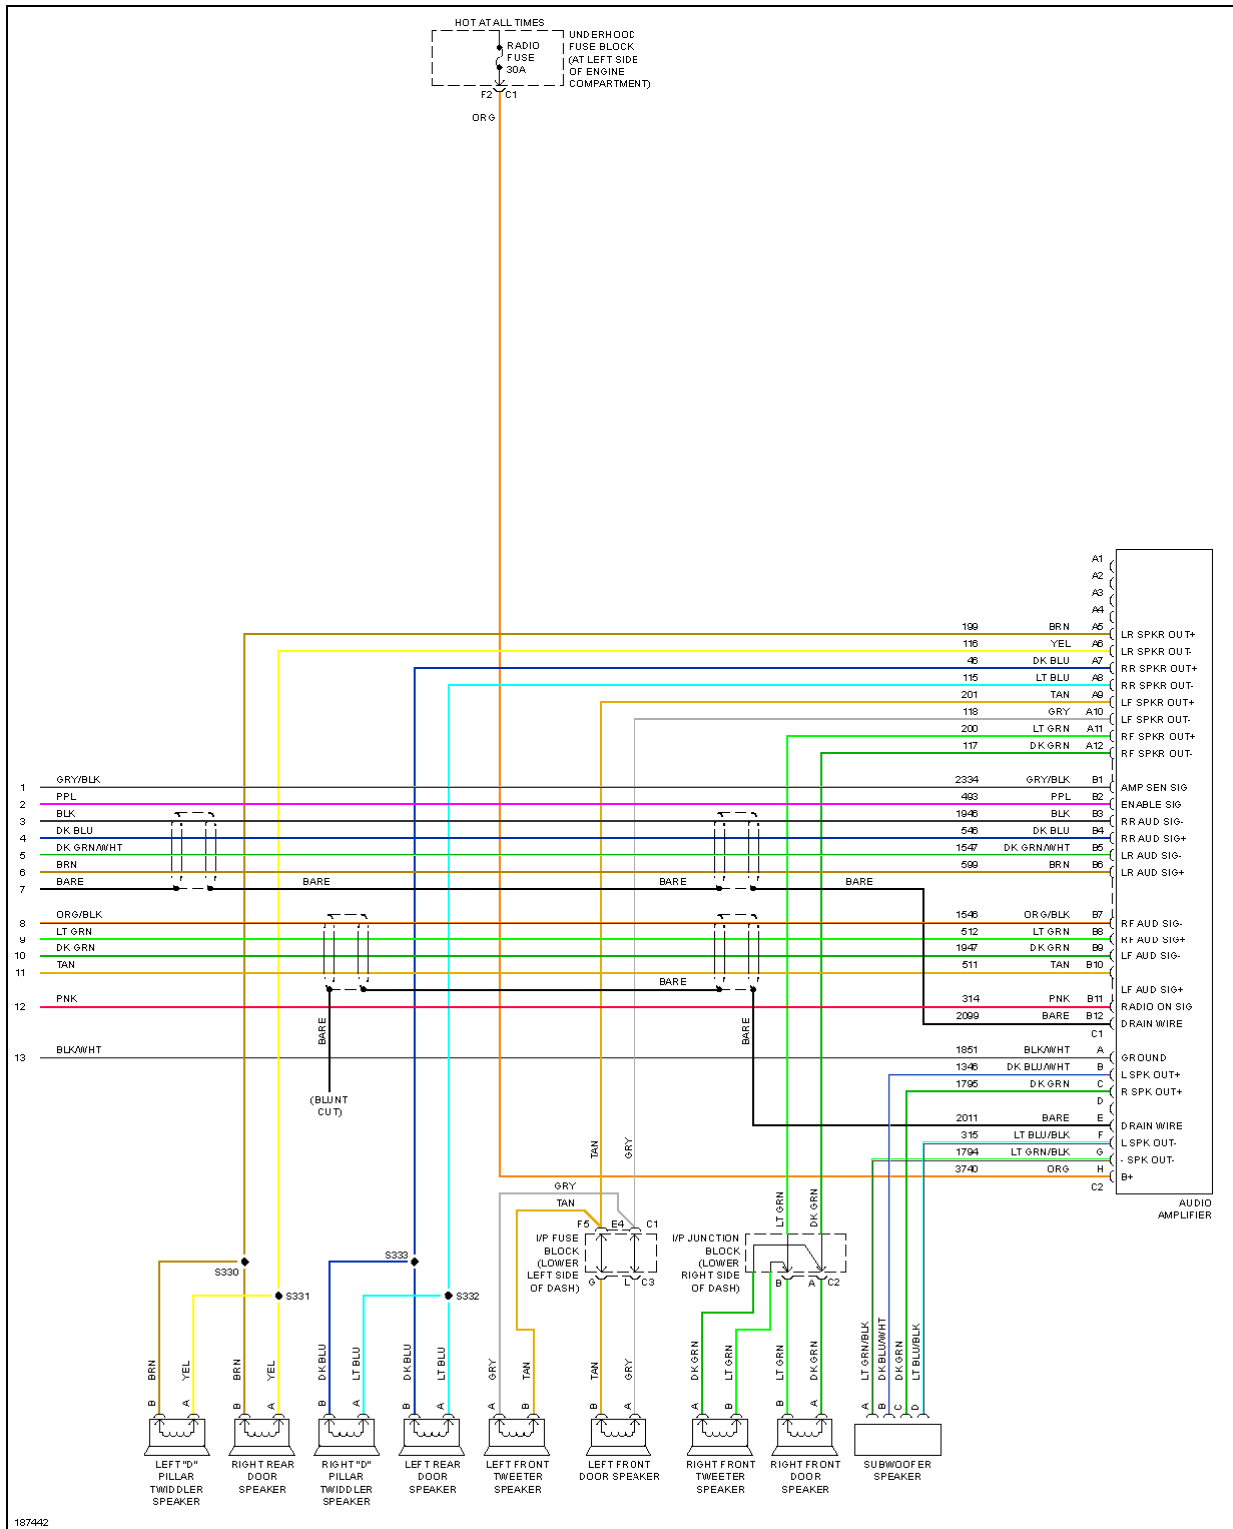 HOT AT ALL TIMES
RADIO
FUSE
30A
UNDERHOOD
FUSE BLOCK
(AT LEFT SIDE
OF ENGINE
COMPARTMENT)
F2 C1
ORG
A1
A2
A3
A4
199 BRN A5 LR SPKR OUT+
116 YEL A6 LR SPKR OUT-
46 DK BLU A7 RR SPKR OUT+
115 LT BLU A8 RR SPKR OUT-
201 TAN A9 LF SPKR OUT+
118 GRY A10 LF SPKR OUT-
200 LT GRN A11 RF SPKR OUT+
117 DK GRN A12 RF SPKR OUT-
1 GRY/BLK 2334 GRY/BLK B1 AMP SEN SIG
2 PPL 493 PPL B2 ENABLE SIG
3 BLK 1946 BLK B3 RR AUD SIG-
4 DK BLU 546 DK BLU B4 RR AUD SIG+
5 DK GRN/WHT 1547 DK GRN/WHT B5 LR AUD SIG-
6 BRN 599 BRN B6 LR AUD SIG+
7 BARE BARE BARE BARE
8 ORG/BLK 1546 ORG/BLK B7 RF AUD SIG-
9 LT GRN 512 LT GRN B8 RF AUD SIG+
10 DK GRN 1947 DK GRN B9 LF AUD SIG-
11 TAN 511 TAN B10
BARE LF AUD SIG+
12 PNK 314 PNK B11 RADIO ON SIG
2099 BARE B12 DRAIN WIRE
C1
BARE
BARE
13 BLK/WHT 1851 BLK/WHT A GROUND
1346 DK BLU/WHT B L SPK OUT+
1795 DK GRN C R SPK OUT+
D
(BLUNT
CUT)
2011 BARE E DRAIN WIRE
315 LT BLU/BLK F L SPK OUT-
1794 LT GRN/BLK G - SPK OUT-
3740 ORG H B+
C2
AUDIO
AMPLIFIER
TAN
GRY
GRY
TAN
LT GRN
DK GRN
F5 E4 C1
I/P FUSE
BLOCK
(LOWER
LEFT SIDE
OF DASH)
G L C3
I/P JUNCTION
BLOCK
(LOWER
RIGHT SIDE
OF DASH)
B A C2
S330
S331
S333
S332
BRN
YEL
BRN
YEL
DK BLU
LT BLU
DK BLU
LT BLU
GRY
TAN
TAN
GRY
DK GRN
LT GRN
LT GRN
DK GRN
LT GRN/BLK
DK BLU/WHT
DK GRN
LT BLU/BLK
B A B A B A B A A B B A A B B A A B C D
LEFT "D"
PILLAR
TWIDDLER
SPEAKER
RIGHT REAR
DOOR
SPEAKER
RIGHT "D"
PILLAR
TWIDDLER
SPEAKER
LEFT REAR
DOOR
SPEAKER
LEFT FRONT
TWEETER
SPEAKER
LEFT FRONT
DOOR SPEAKER
RIGHT FRONT
TWEETER
SPEAKER
RIGHT FRONT
DOOR
SPEAKER
SUBWOOFER
SPEAKER
187442